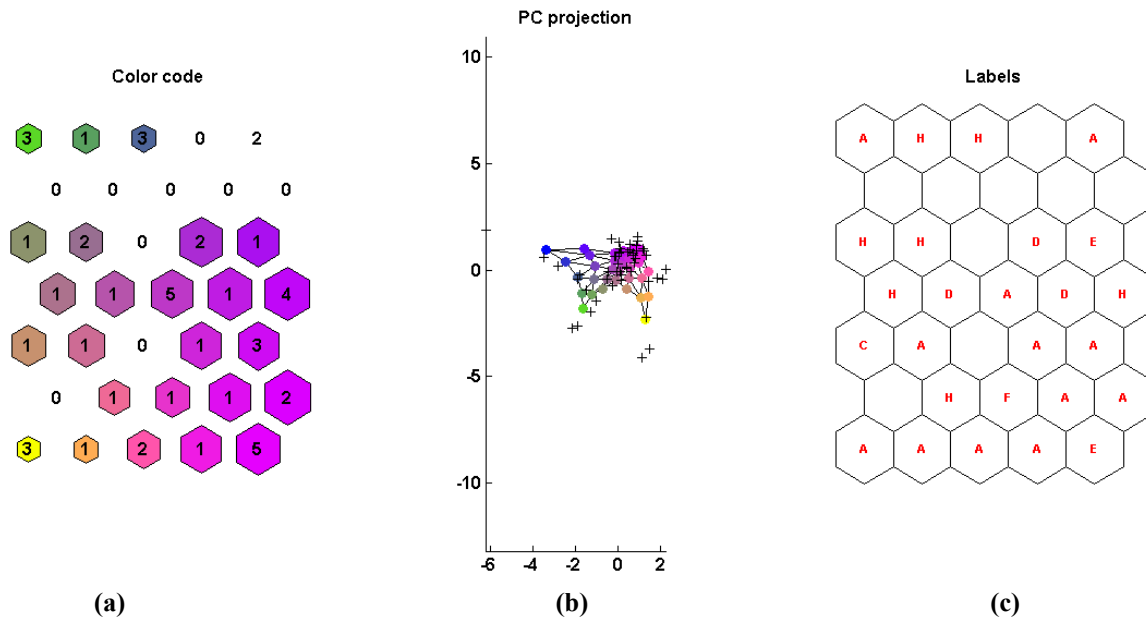 PC projection
Color code
Labels
3 1 3 0 2
0 0 0 0 0
1 2 0 2 1
1 1 5 1 4
1 1 0 1 3
0 1 1 1 2
3 1 2 1 5
10
5
0
-5
-10
-6 -4 -2 0 2
A H H A
H H D E
H D A D H
C A A A
H F A A
A A A A E
(a) (b) (c)